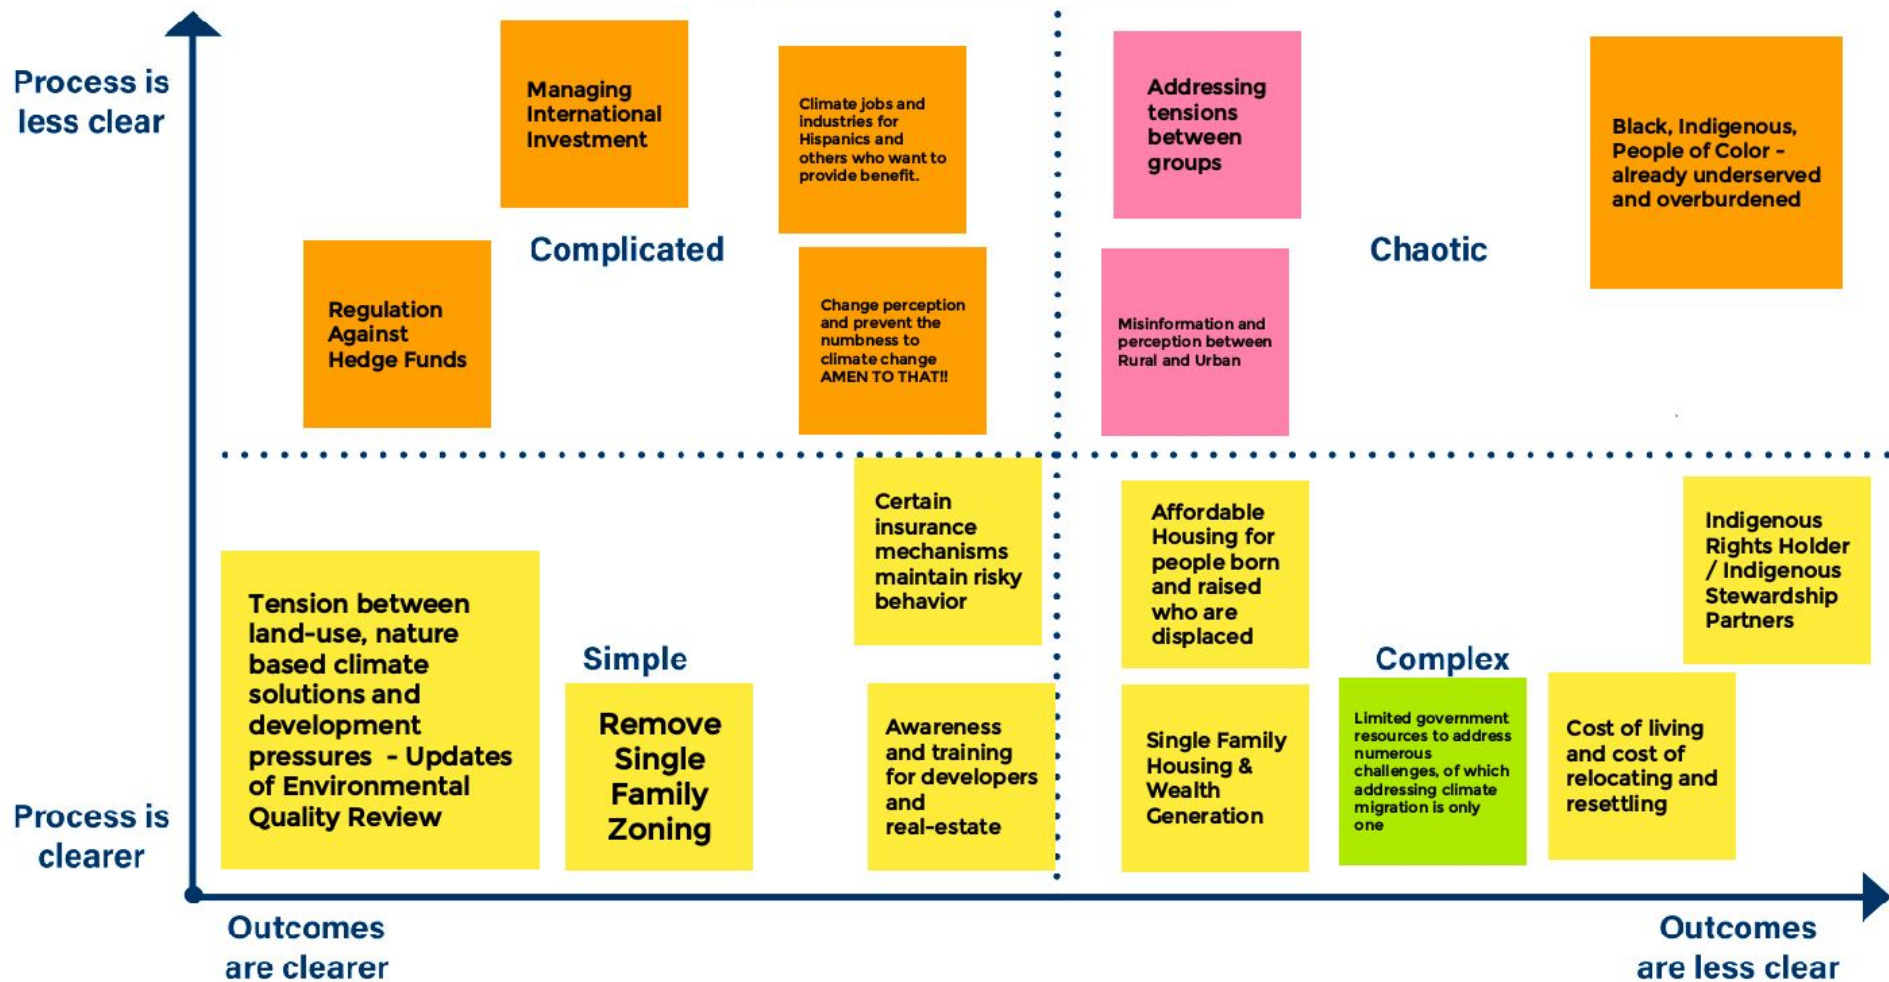 Process is
less clear
Managing
International
Investment
Climate jobs and
industries for
Hispanics and
others who want to
provide benefit.
Addressing
tensions
between
groups
Black, Indigenous,
People of Color -
already underserved
and overburdened
Complicated
Chaotic
Regulation
Against
Hedge Funds
Change perception
and prevent the
numbness to
climate change
AMEN TO THAT!!
Misinformation and
perception between
Rural and Urban
Tension between
land-use, nature
based climate
solutions and
development
pressures - Updates
of Environmental
Quality Review
Simple
Remove
Single
Family
Zoning
Certain
insurance
mechanisms
maintain risky
behavior
Awareness
and training
for developers
and
real-estate
Affordable
Housing for
people born
and raised
who are
displaced
Complex
Indigenous
Rights Holder
/ Indigenous
Stewardship
Partners
Single Family
Housing &
Wealth
Generation
Limited government
resources to address
numerous
challenges, of which
addressing climate
migration is only
one
Cost of living
and cost of
relocating and
resettling
Process is
clearer
Outcomes
are clearer
Outcomes
are less clear